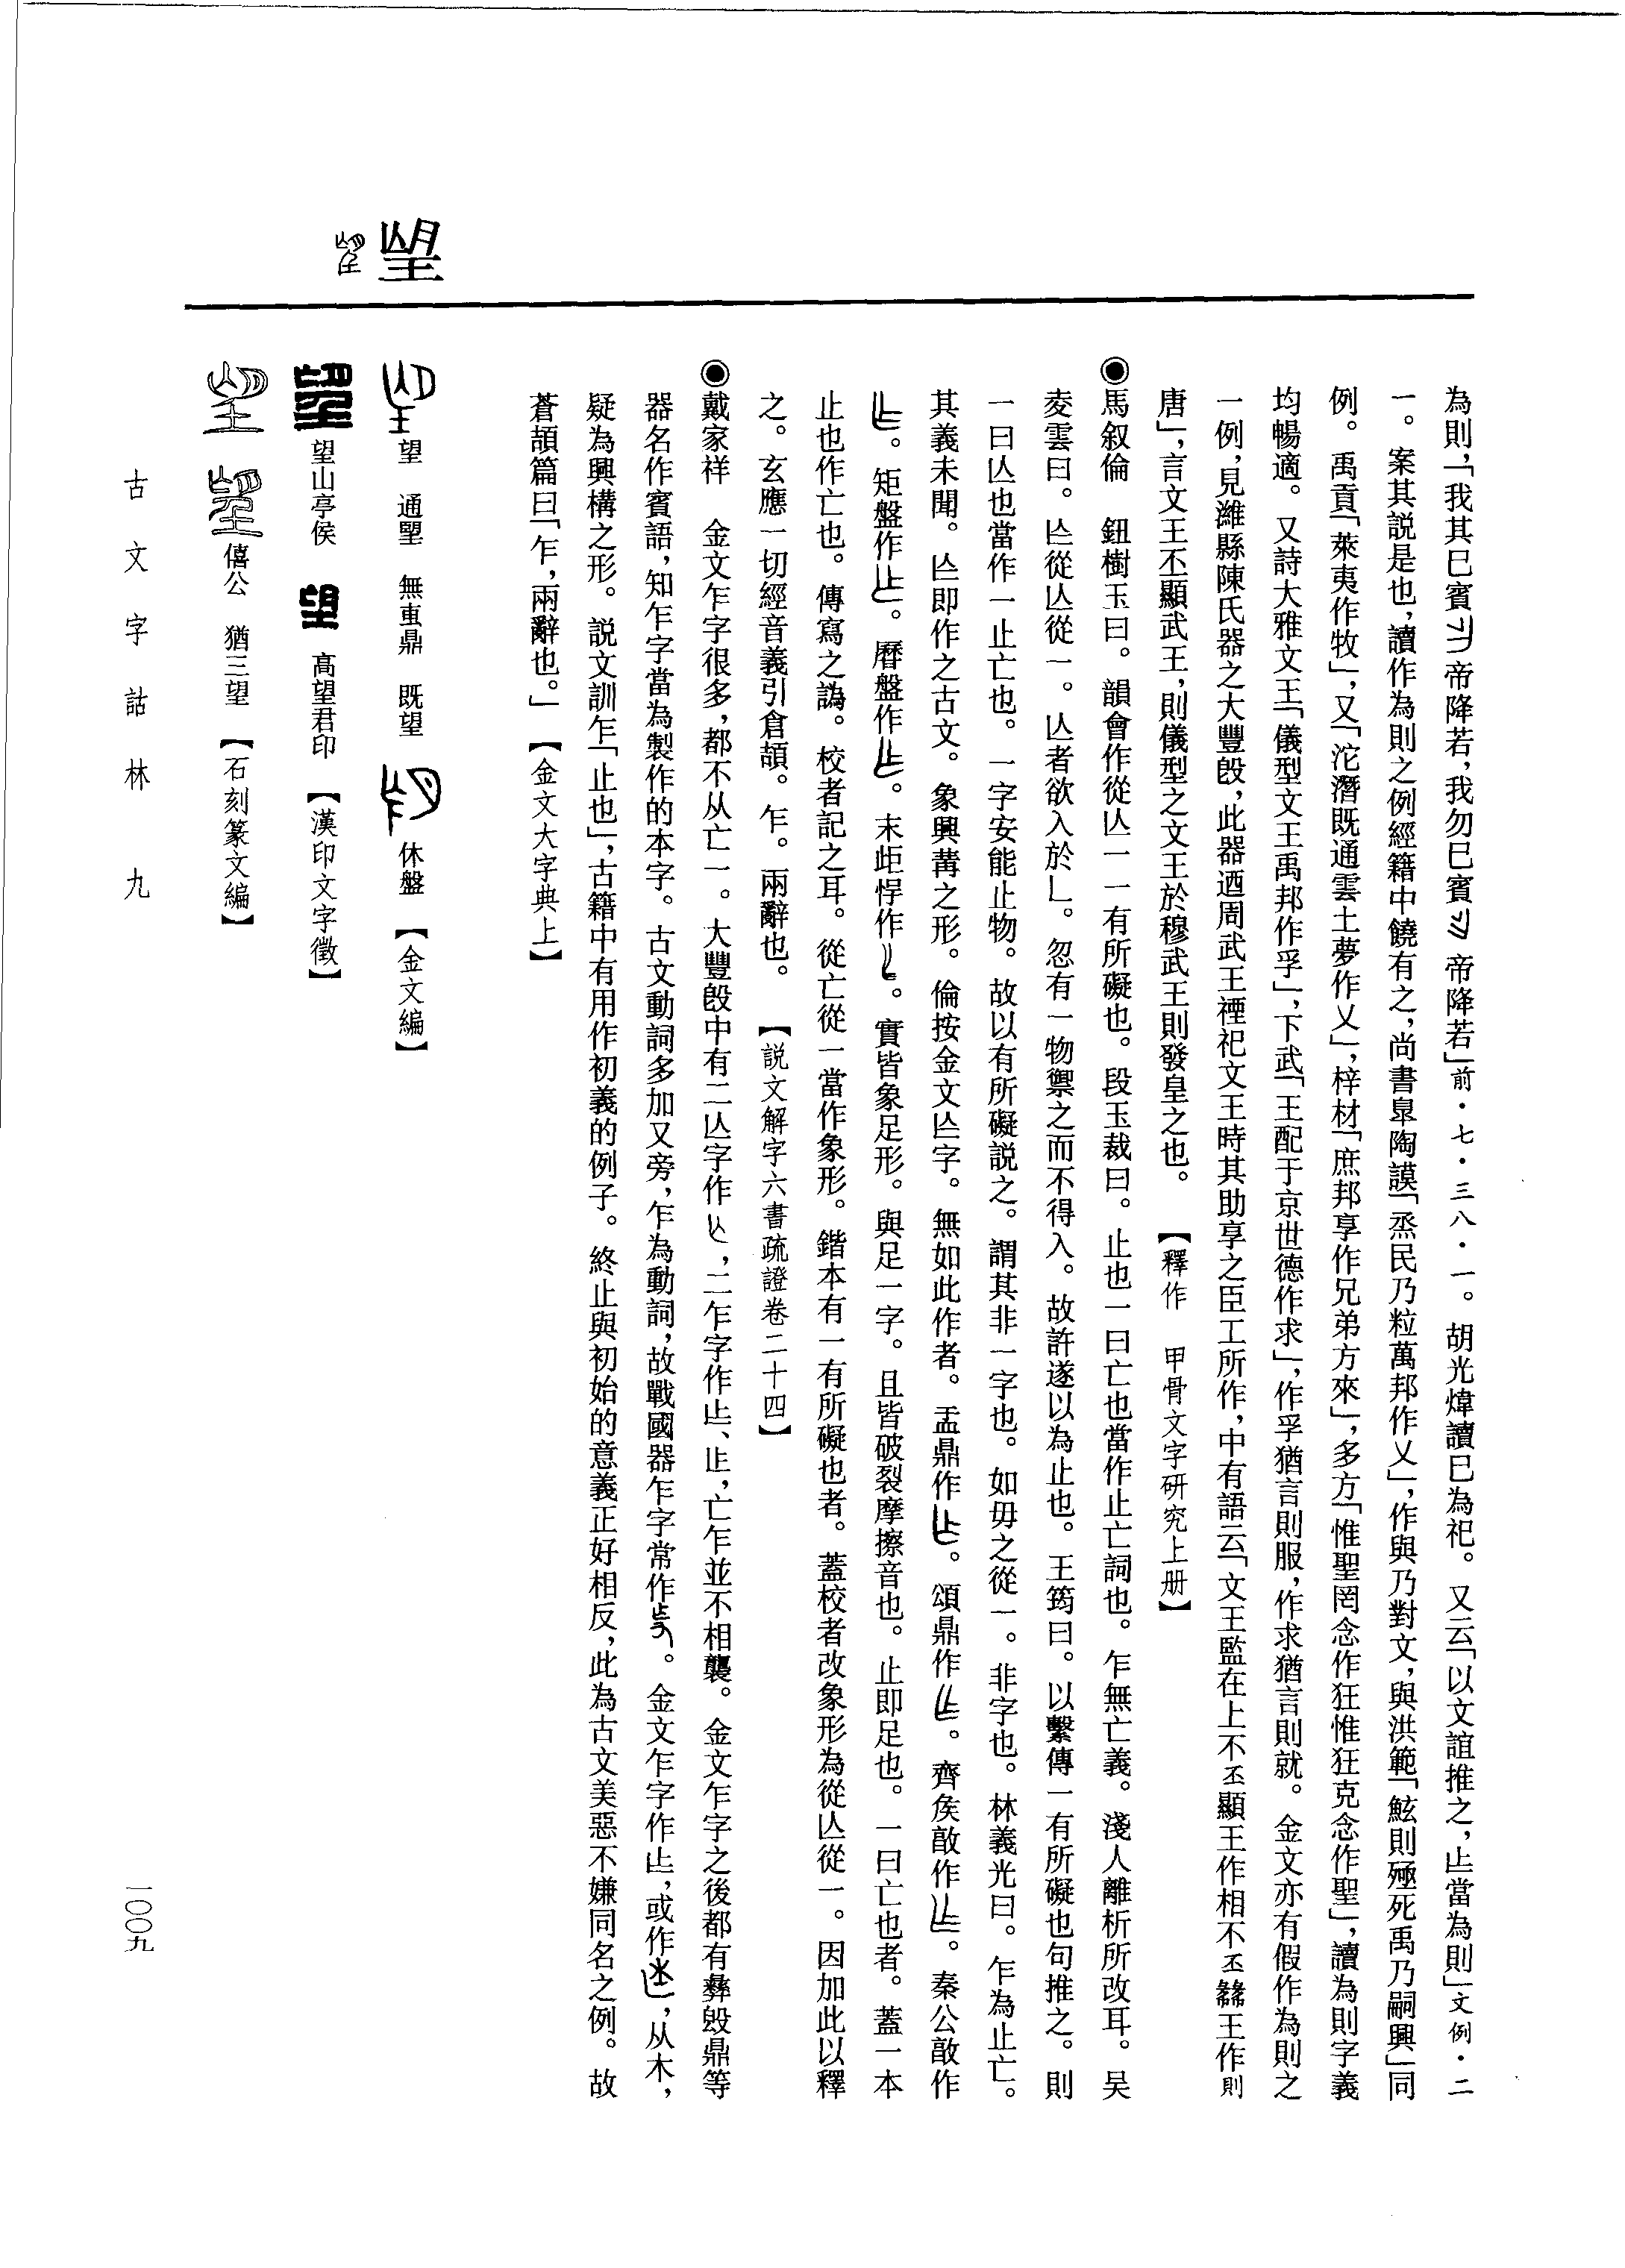 望
為則，「我其巳賓帝降若，我勿巳賓帝降若」前・七・三八・一。胡光煒讀巳為祀。又云「以文誼推之，亾當為則」文例・二
一。案其説是也，讀作為則之例經籍中饒有之，尚書皋陶謨「烝民乃粒萬邦作乂」，作與乃對文，與洪範「鮌則殛死禹乃嗣興」同
例。禹貢「萊夷作牧」，又「沱潛既通雲土夢作乂」，梓材「庶邦享作兄弟方來」，多方「惟聖罔念作狂惟狂克念作聖」，讀為則字義
均暢適。又詩大雅文王「儀型文王禹邦作孚」，下武「王配于京世德作求」，作孚猶言則服，作求猶言則就。金文亦有假作為則之
一例，見濰縣陳氏器之大豐𣪘，此器迺周武王禋祀文王時其助享之臣工所作，中有語云「文王監在上不丕顯王作相不丕王作則
唐」，言文王丕顯武王，則儀型之文王於穆武王則發皇之也。【釋作　甲骨文字研究上册】
◉馬叙倫　鈕樹玉曰。韻會作從亾一一有所礙也。段玉裁曰。止也一曰亡也當作止亡詞也。乍無亡義。淺人離析所改耳。吴
夌雲曰。乍從亾從一。亾者欲入於乚。忽有一物禦之而不得入。故許遂以為止也。王筠曰。以繫傳一有所礙也句推之。則
一曰亾也當作一止亡也。一字安能止物。故以有所礙説之。謂其非一字也。如毋之從一。非字也。林義光曰。乍為止亡。
其義未聞。乍即作之古文。象興冓之形。倫按金文乍字。無如此作者。盂鼎作。頌鼎作。齊矦敦作。秦公敦作
。矩盤作。厝盤作。末距悍作。實皆象足形。與足一字。且皆破裂摩擦音也。止即足也。一曰亡也者。蓋一本
止也作亡也。傳寫之譌。校者記之耳。從亡從一當作象形。鍇本有一有所礙也者。蓋校者改象形為從亾從一。因加此以釋
之。玄應一切經音義引倉頡。乍。兩辭也。【説文解字六書疏證卷二十四】
◉戴家祥　金文乍字很多，都不从亡一。大豐𣪘中有二亾字作，二乍字作、，亡乍並不相襲。金文乍字之後都有彝毁鼎等
器名作賓語，知乍字當為製作的本字。古文動詞多加又旁，乍為動詞，故戰國器乍字常作。金文乍字作，或作，从木，
疑為興構之形。説文訓乍「止也」，古籍中有用作初義的例子。終止與初始的意義正好相反，此為古文美惡不嫌同名之例。故
蒼頡篇曰「乍，兩辭也。」【金文大字典上】
望　通朢　無叀鼎　既望　休盤【金文編】
望山亭侯　高望君印【漢印文字徵】
僖公　猶三望【石刻篆文編】
古文字詁林　九
一〇〇九